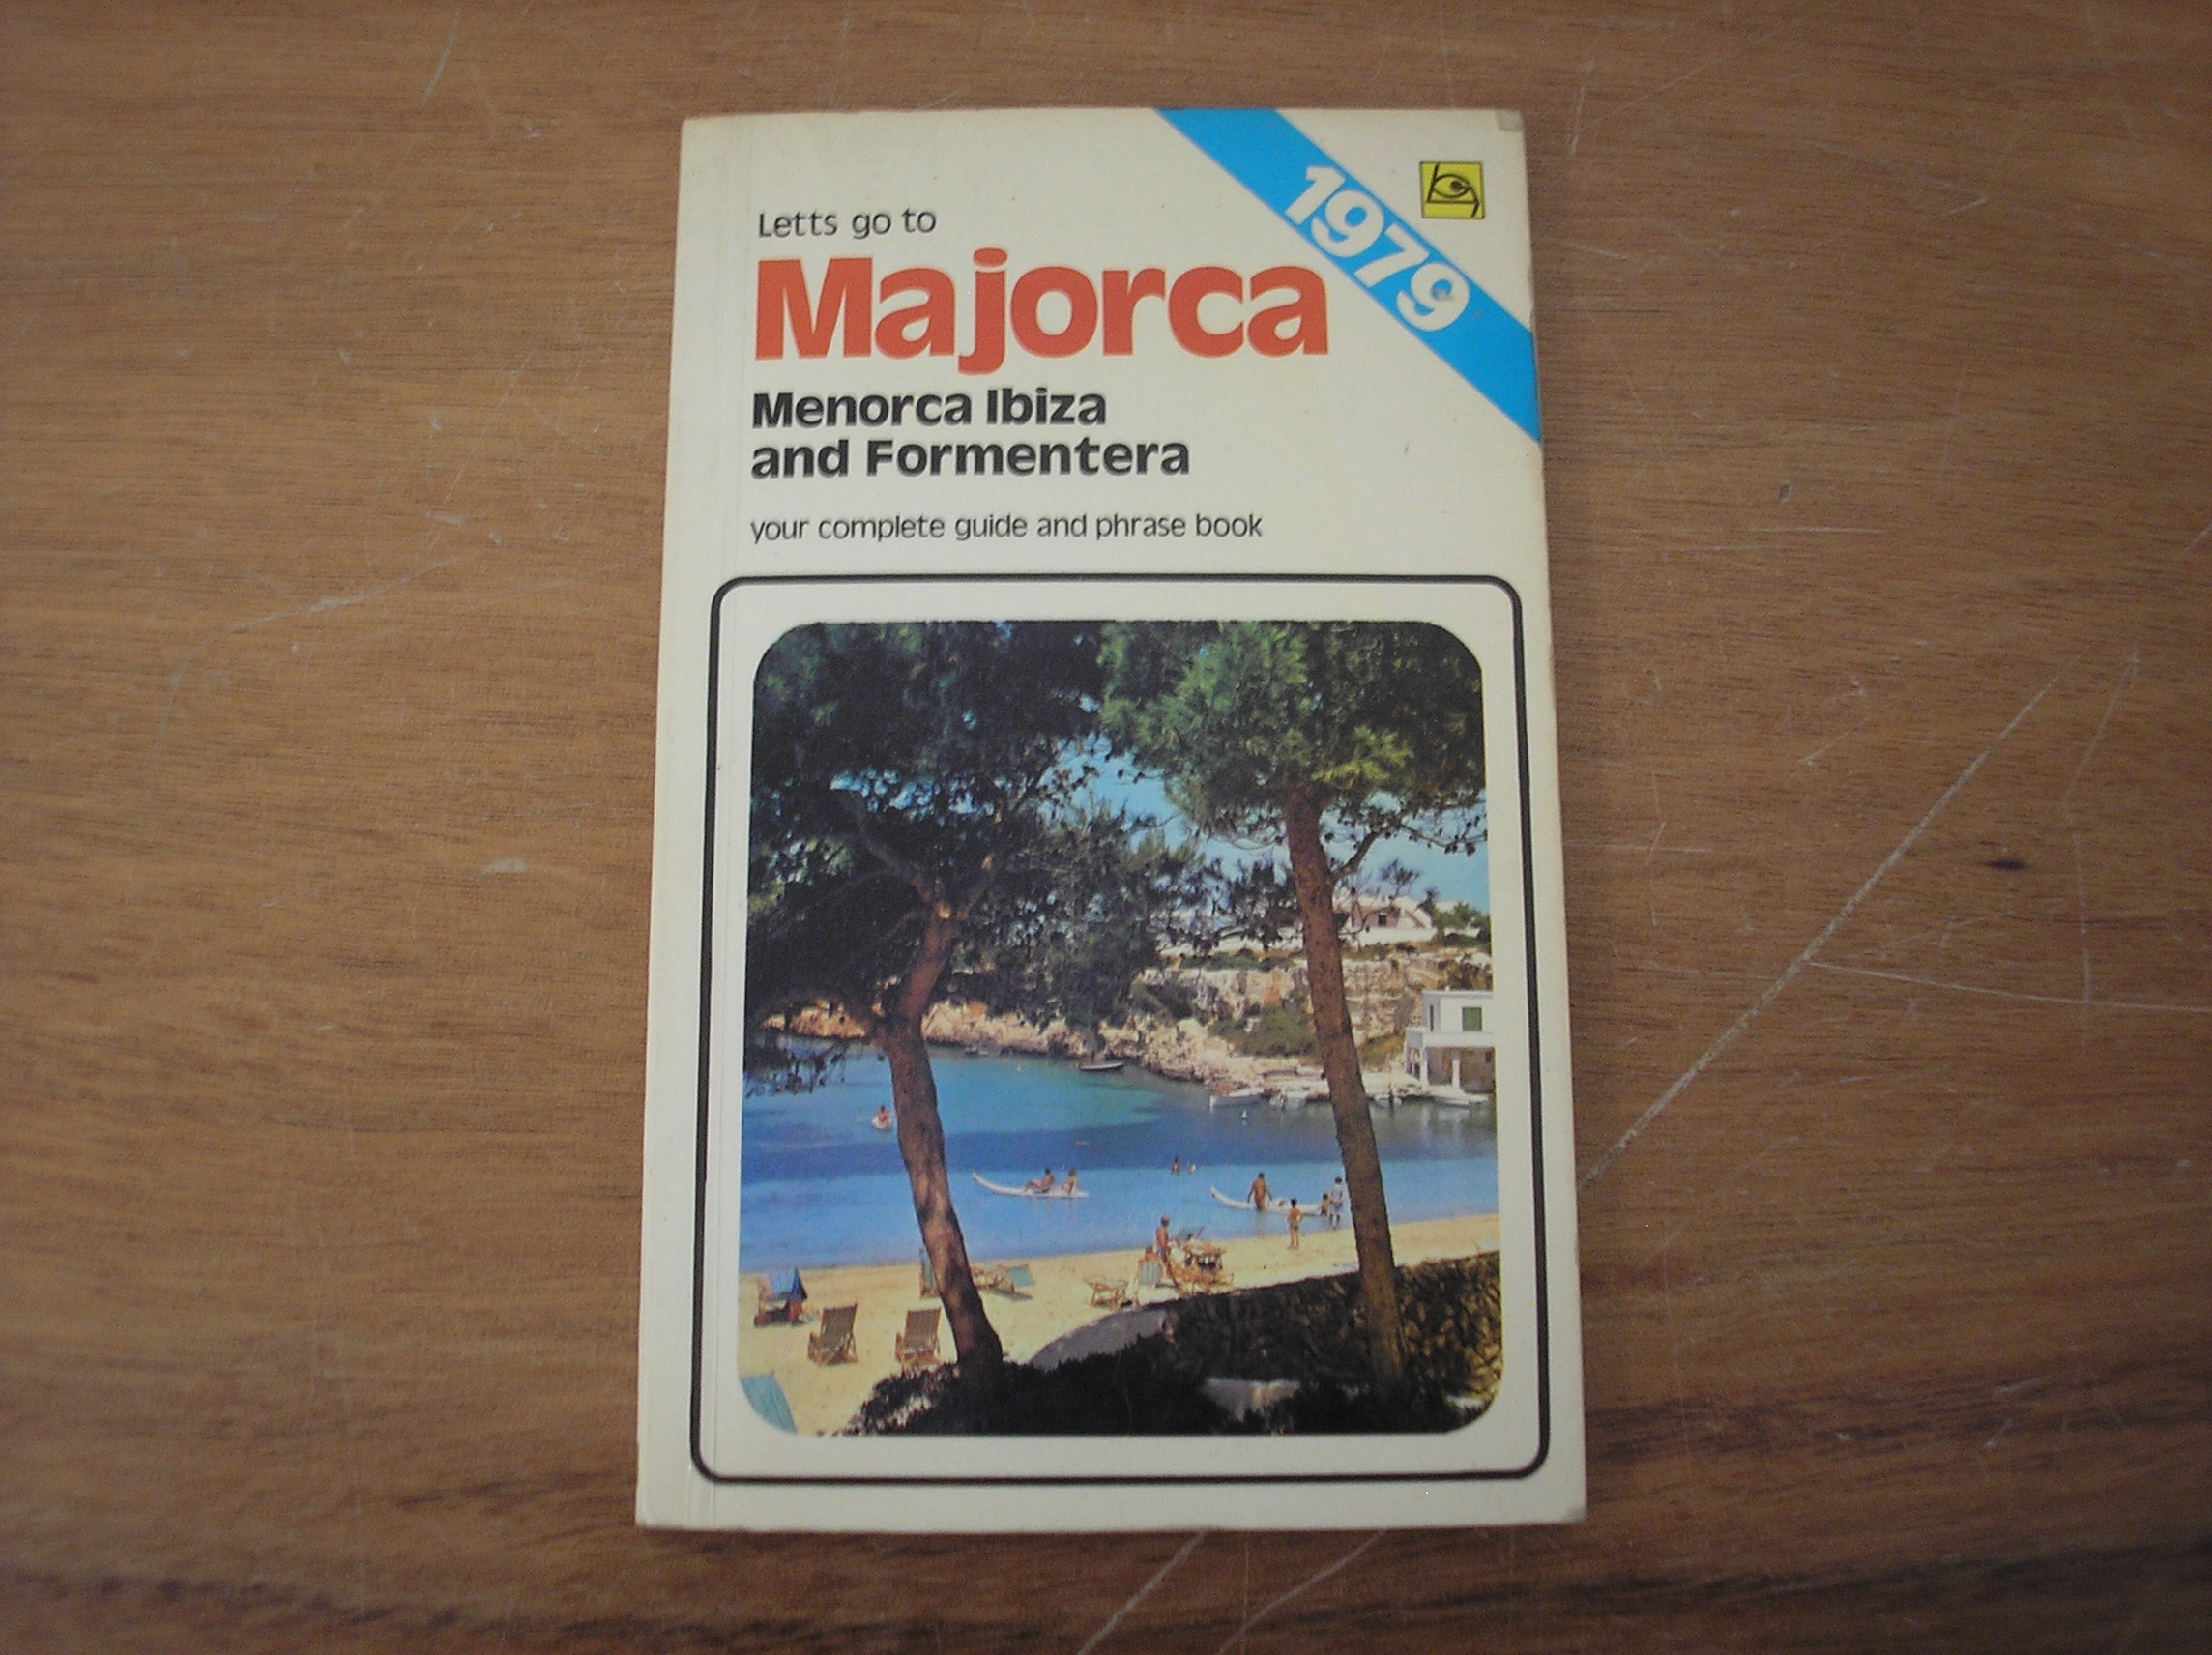 1979
Letts go to
Majorca
Menorca Ibiza
and Formentera
your complete guide and phrase book